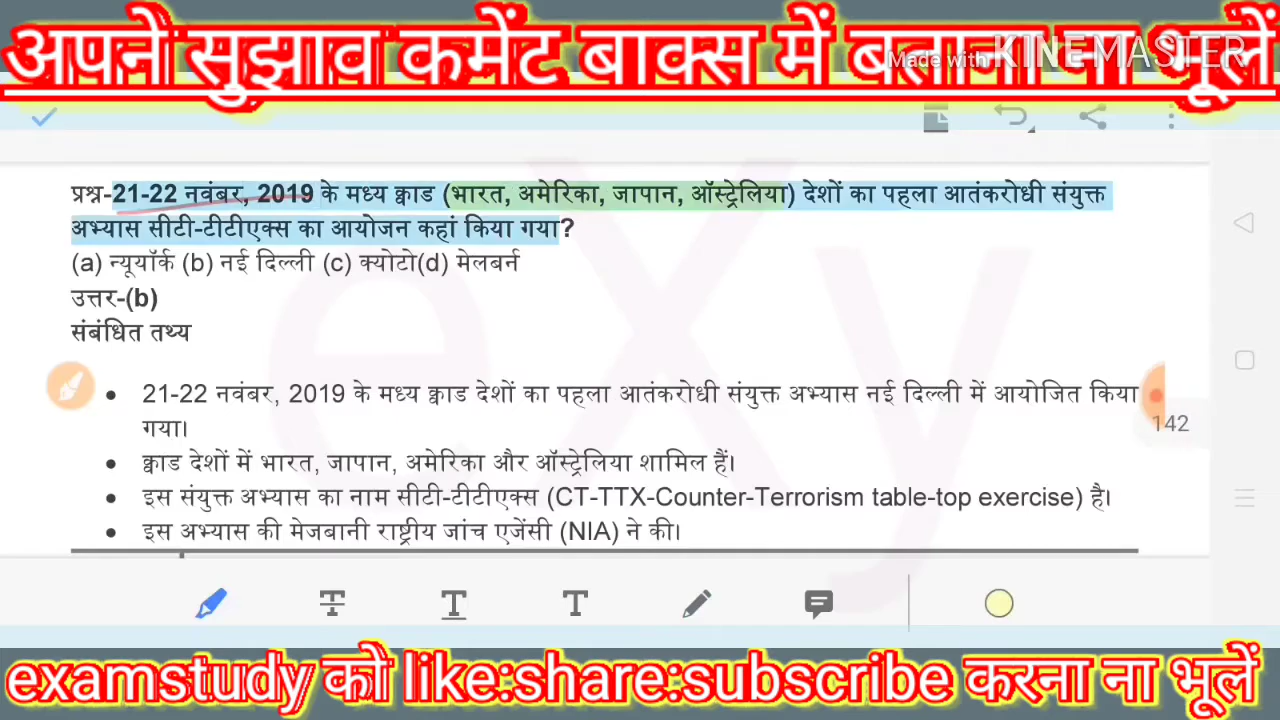 अपने सुझाव कमेंट बाक्स में बताना ना भूलें
Made with KINEMASTER
प्रश्न-21-22 नवंबर, 2019 के मध्य क्वाड (भारत, अमेरिका, जापान, ऑस्ट्रेलिया) देशों का पहला आतंकरोधी संयुक्त
अभ्यास सीटी-टीटीएक्स का आयोजन कहां किया गया?
(a) न्यूयॉर्क (b) नई दिल्ली (c) क्योटो(d) मेलबर्न
उत्तर-(b)
संबंधित तथ्य
• 21-22 नवंबर, 2019 के मध्य क्वाड देशों का पहला आतंकरोधी संयुक्त अभ्यास नई दिल्ली में आयोजित किया
गया।
142
• क्वाड देशों में भारत, जापान, अमेरिका और ऑस्ट्रेलिया शामिल हैं।
• इस संयुक्त अभ्यास का नाम सीटी-टीटीएक्स (CT-TTX-Counter-Terrorism table-top exercise) है।
• इस अभ्यास की मेजबानी राष्ट्रीय जांच एजेंसी (NIA) ने की।
examstudy को like:share:subscribe करना ना भूलें